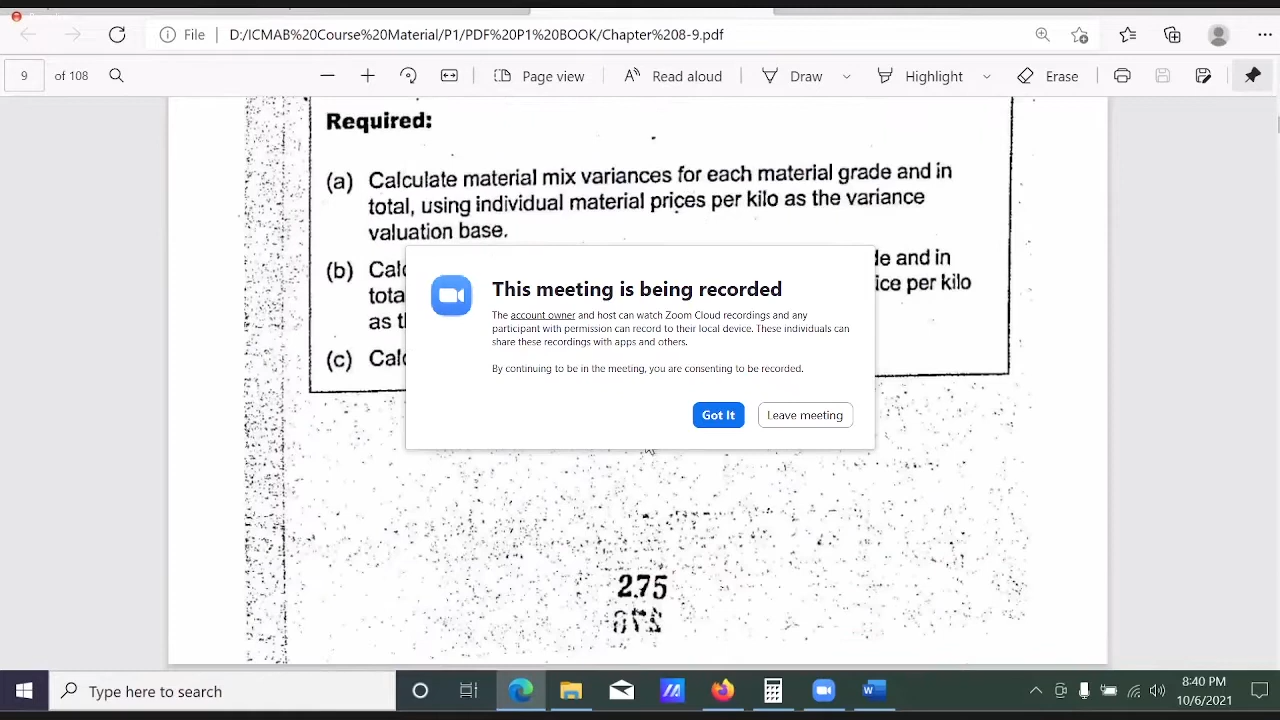 File
D:/ICMAB%20Course%20Material/P1/PDF%20P1%20BOOK/Chapter%208-9.pdf
9 of 108
Page view
Read aloud
Draw
Highlight
Erase
Required:
(a) Calculate material mix variances for each material grade and in
total, using individual material prices per kilo as the variance
valuation base.
(b) Calc
de and in
tota
ice per kilo
as th
(c) Calc
This meeting is being recorded
The account owner and host can watch Zoom Cloud recordings and any
participant with permission can record to their local device. These individuals can
share these recordings with apps and others.
By continuing to be in the meeting, you are consenting to be recorded.
Got It
Leave meeting
275
Type here to search
8:40 PM
10/6/2021